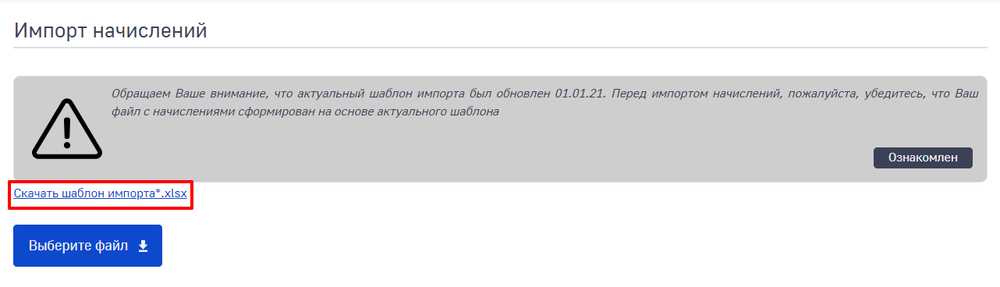 Импорт начислений
Обращаем Ваше внимание, что актуальный шаблон импорта был обновлен 01.01.21. Перед импортом начислений, пожалуйста, убедитесь, что Ваш
файл с начислениями сформирован на основе актуального шаблона
Ознакомлен
Скачать шаблон импорта*.xlsx
Выберите файл